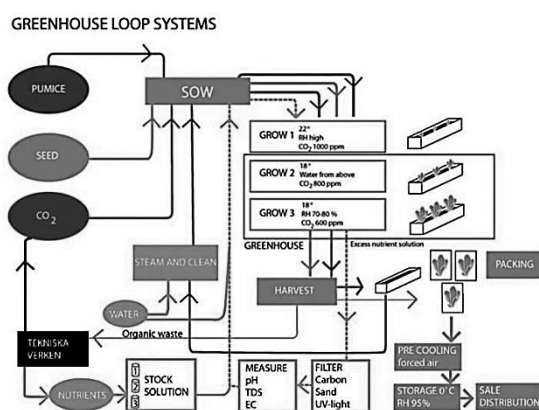 GREENHOUSE LOOP SYSTEMS
PUMICE
SOW
SEED
CO2
GROW 1
22°
RH high
CO2 1000 ppm
GROW 2
18°
Water from above
CO2 800 ppm
GROW 3
18°
RH 70-80 %
CO2 600 ppm
GREENHOUSE
Excess nutrient solution
STEAM AND CLEAN
HARVEST
PACKING
WATER
Organic waste
TEKNISKA
VERKEN
NUTRIENTS
1
2
3
STOCK
SOLUTION
MEASURE
pH
TDS
EC
FILTER
Carbon
Sand
UV-light
PRE COOLING
forced air
STORAGE 0°C
RH 95%
SALE
DISTRIBUTION